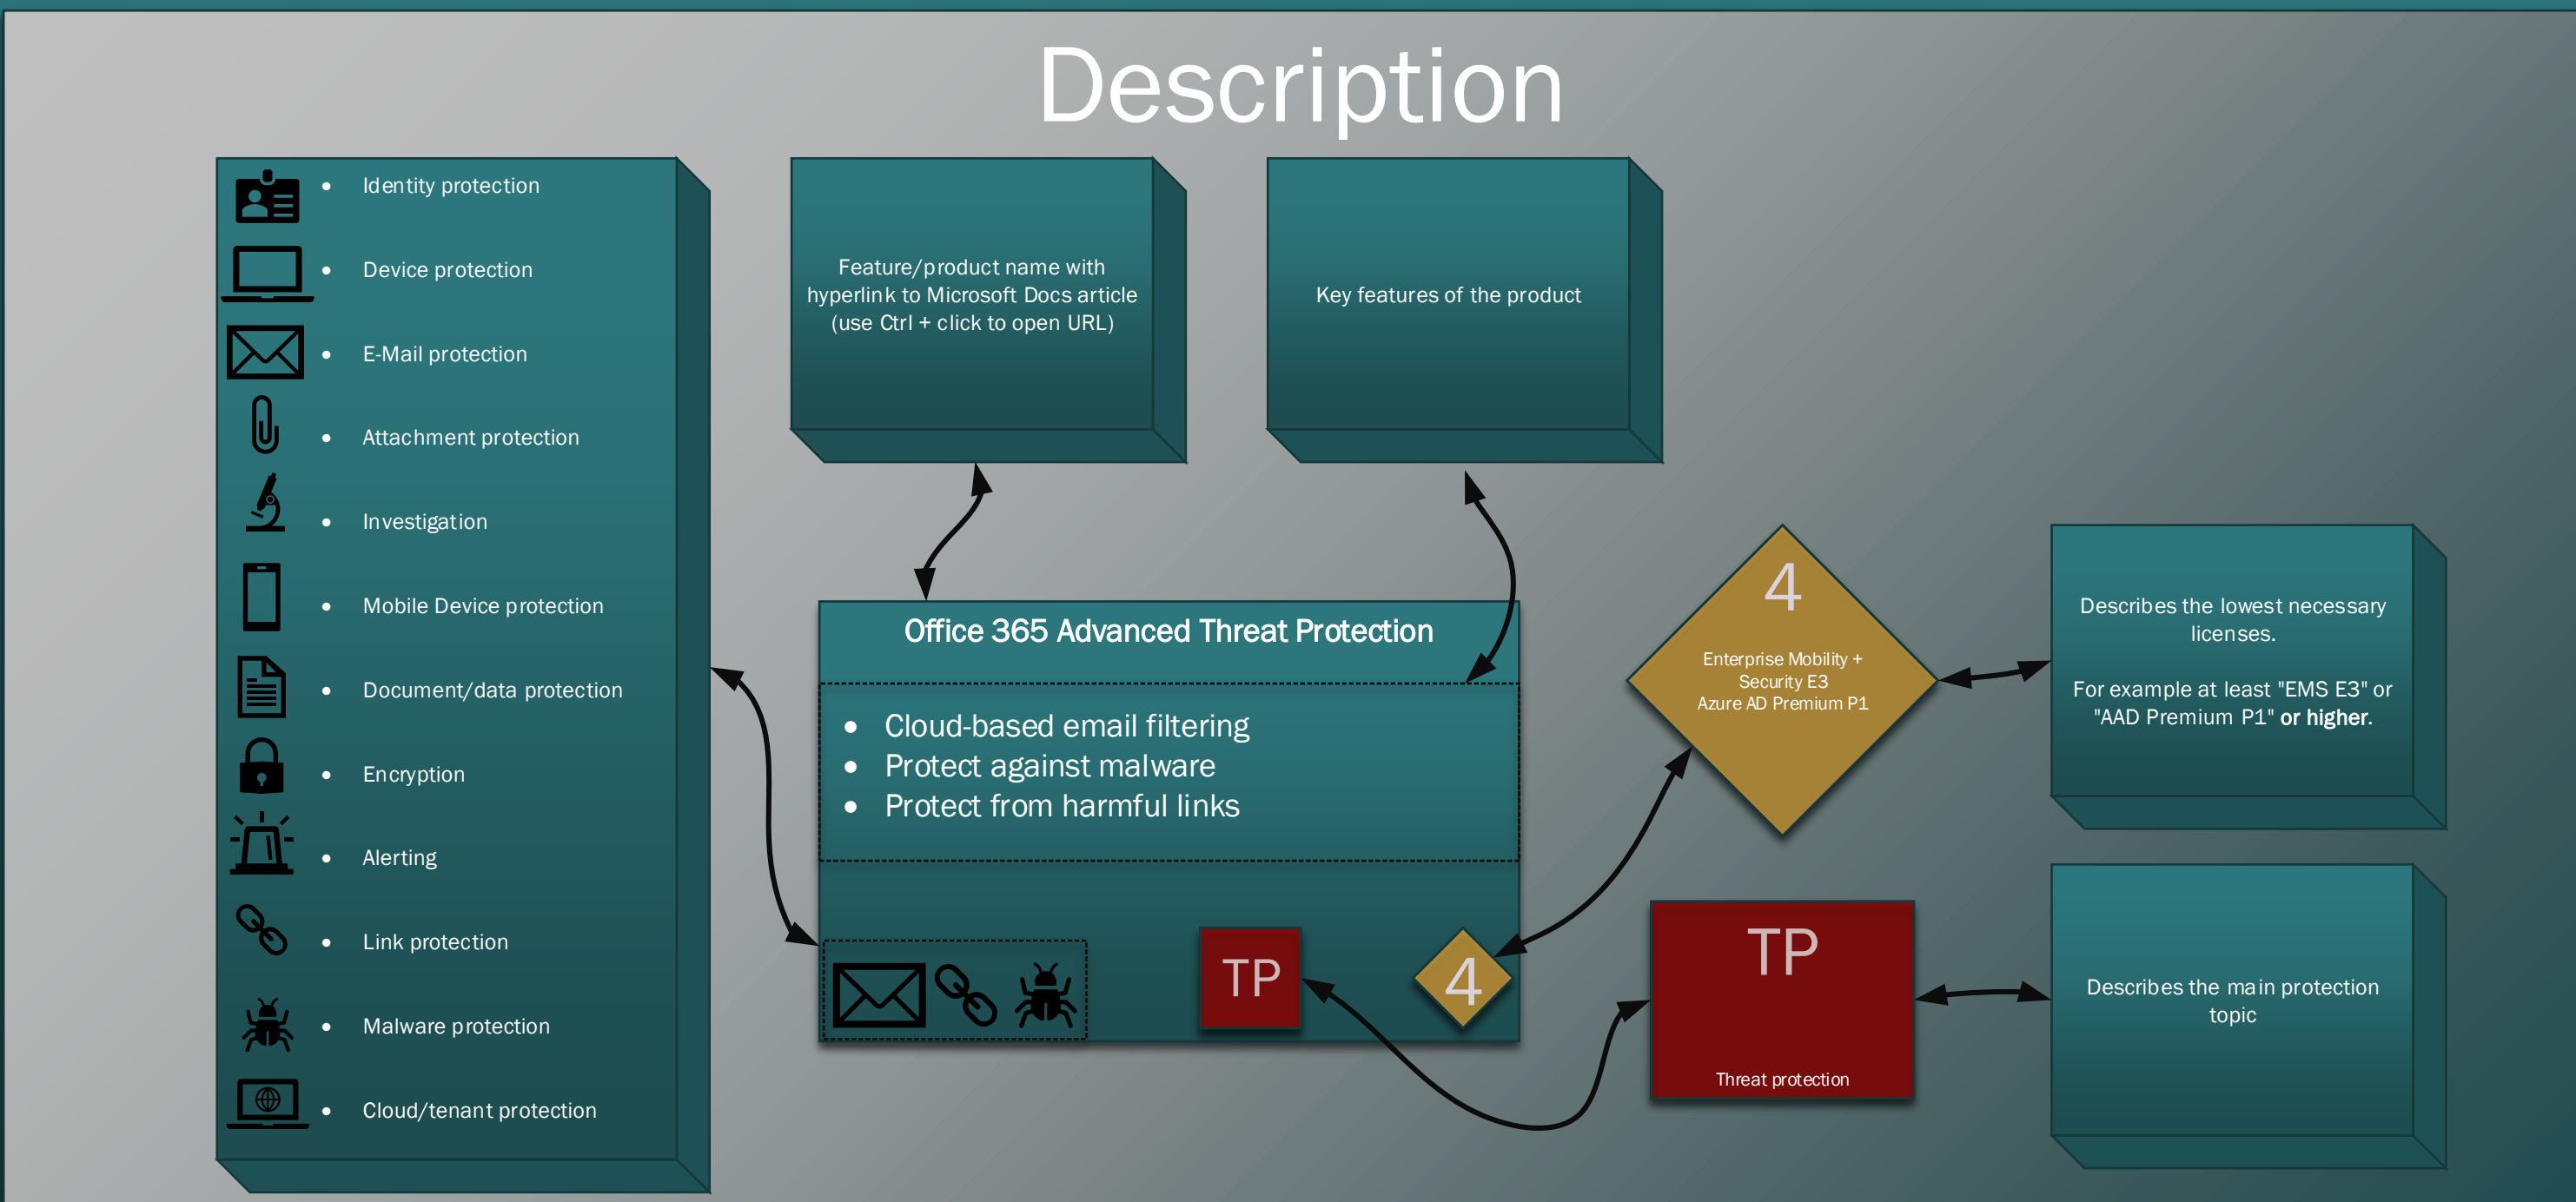 Description
• Identity protection
• Device protection
• E-Mail protection
• Attachment protection
• Investigation
• Mobile Device protection
• Document/data protection
• Encryption
• Alerting
• Link protection
• Malware protection
• Cloud/tenant protection
Feature/product name with
hyperlink to Microsoft Docs article
(use Ctrl + click to open URL)
Key features of the product
Office 365 Advanced Threat Protection
• Cloud-based email filtering
• Protect against malware
• Protect from harmful links
TP
4
4
Enterprise Mobility +
Security E3
Azure AD Premium P1
Describes the lowest necessary
licenses.
For example at least "EMS E3" or
"AAD Premium P1" or higher.
TP
Threat protection
Describes the main protection
topic